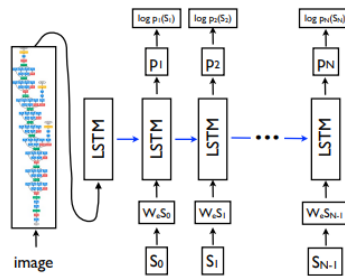 log p₁(S₁) log p₂(S₂) log pN(SN)
p₁ p₂ pN
LSTM LSTM LSTM ••• LSTM
WₑS₀ WₑS₁ WₑSN-1
image S₀ S₁ SN-1